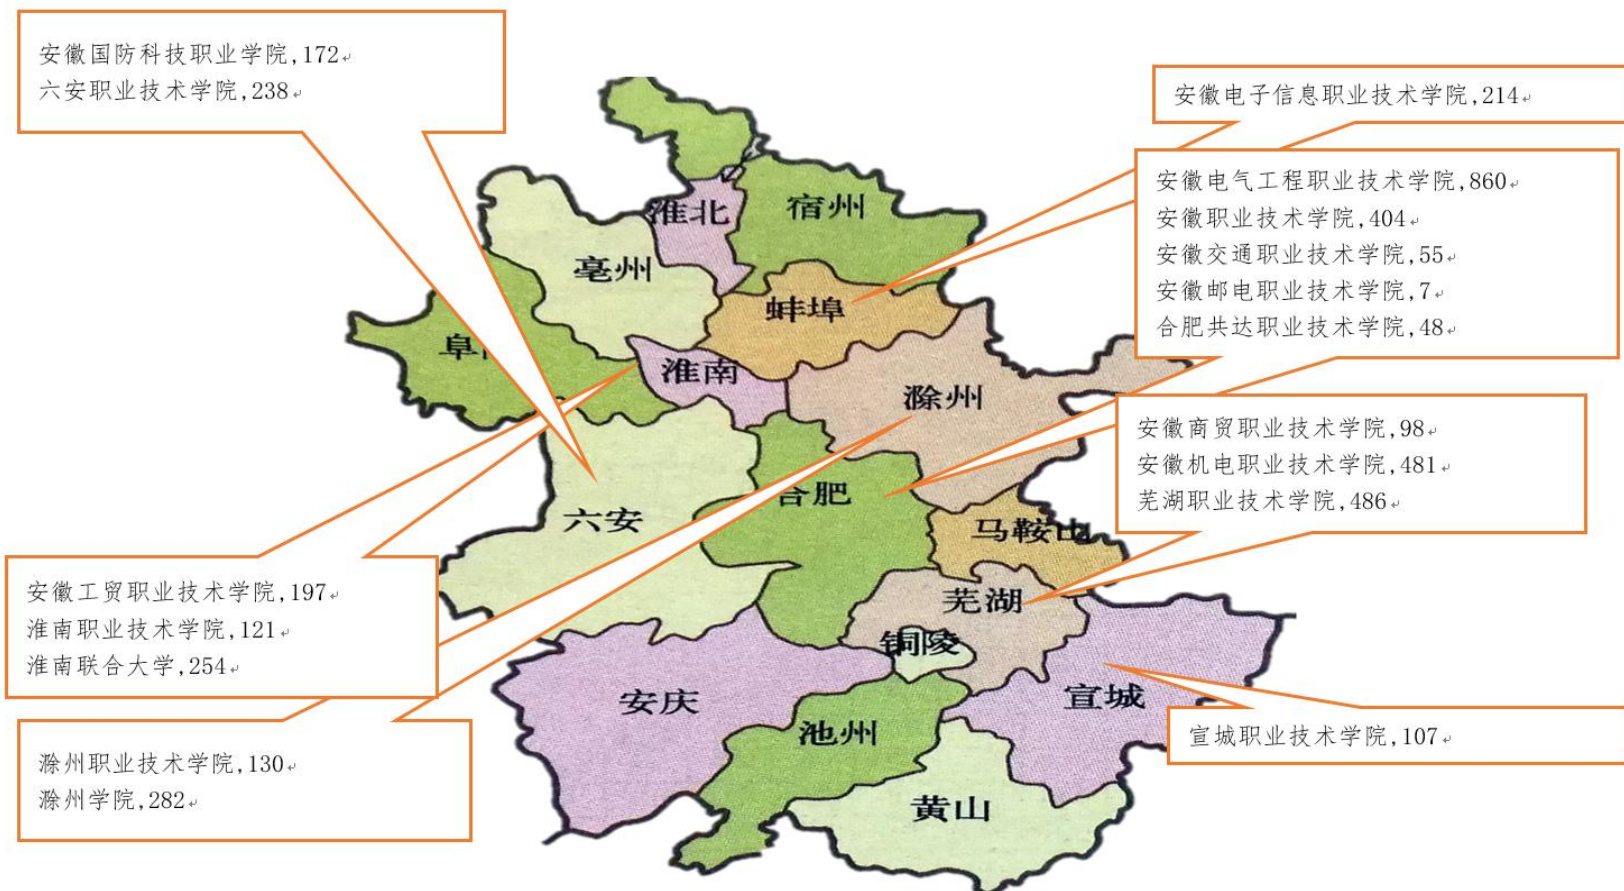 安徽国防科技职业学院,172
六安职业技术学院,238
安徽电子信息职业技术学院,214
安徽电气工程职业技术学院,860
安徽职业技术学院,404
安徽交通职业技术学院,55
安徽邮电职业技术学院,7
合肥共达职业技术学院,48
安徽商贸职业技术学院,98
安徽机电职业技术学院,481
芜湖职业技术学院,486
安徽工贸职业技术学院,197
淮南职业技术学院,121
淮南联合大学,254
滁州职业技术学院,130
滁州学院,282
宣城职业技术学院,107
淮北
宿州
亳州
蚌埠
阜
淮南
滁州
合肥
六安
马鞍山
芜湖
铜陵
安庆
池州
宣城
黄山